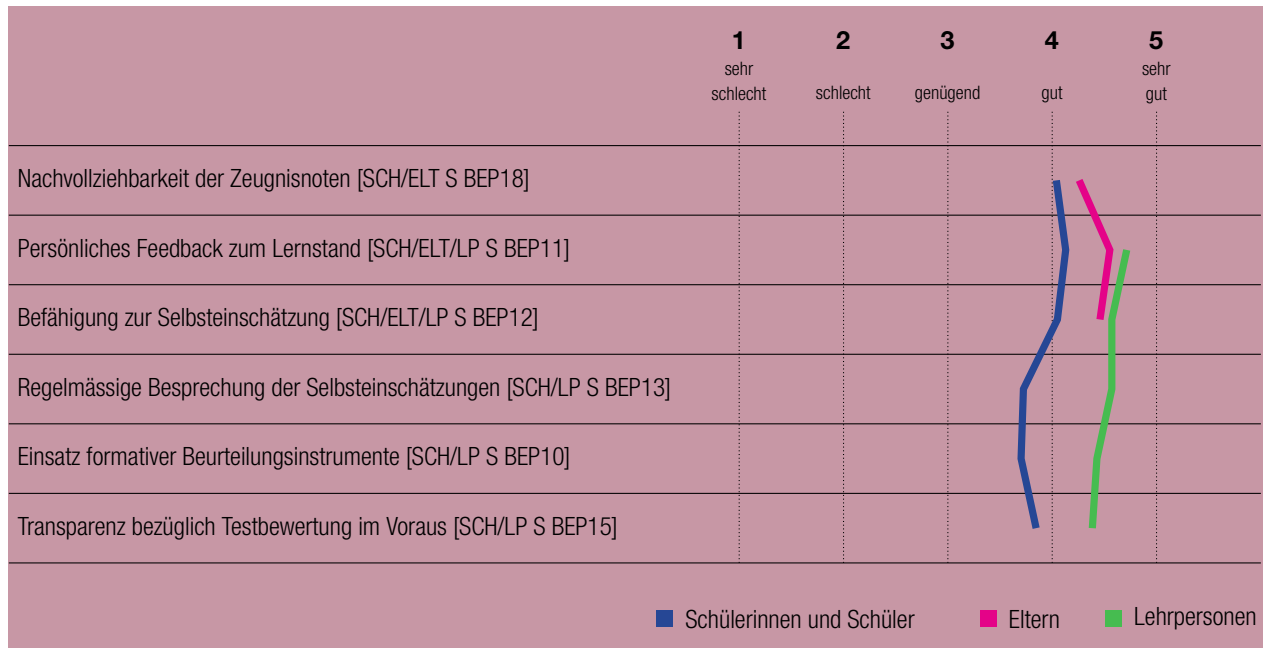 1 2 3 4 5
sehr schlecht schlecht genügend gut sehr gut
Nachvollziehbarkeit der Zeugnisnoten [SCH/ELT S BEP18]
Persönliches Feedback zum Lernstand [SCH/ELT/LP S BEP11]
Befähigung zur Selbsteinschätzung [SCH/ELT/LP S BEP12]
Regelmässige Besprechung der Selbsteinschätzungen [SCH/LP S BEP13]
Einsatz formativer Beurteilungsinstrumente [SCH/LP S BEP10]
Transparenz bezüglich Testbewertung im Voraus [SCH/LP S BEP15]
Schülerinnen und Schüler Eltern Lehrpersonen